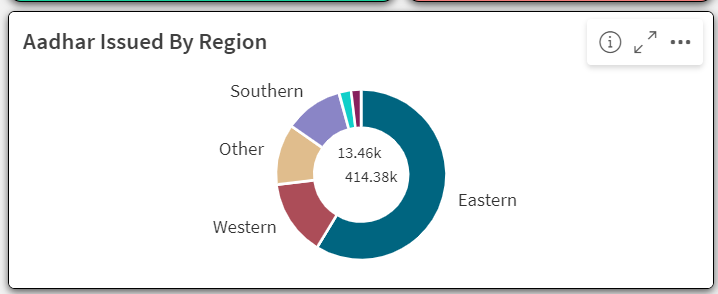 Aadhar Issued By Region
Southern
Other
13.46k
414.38k
Eastern
Western